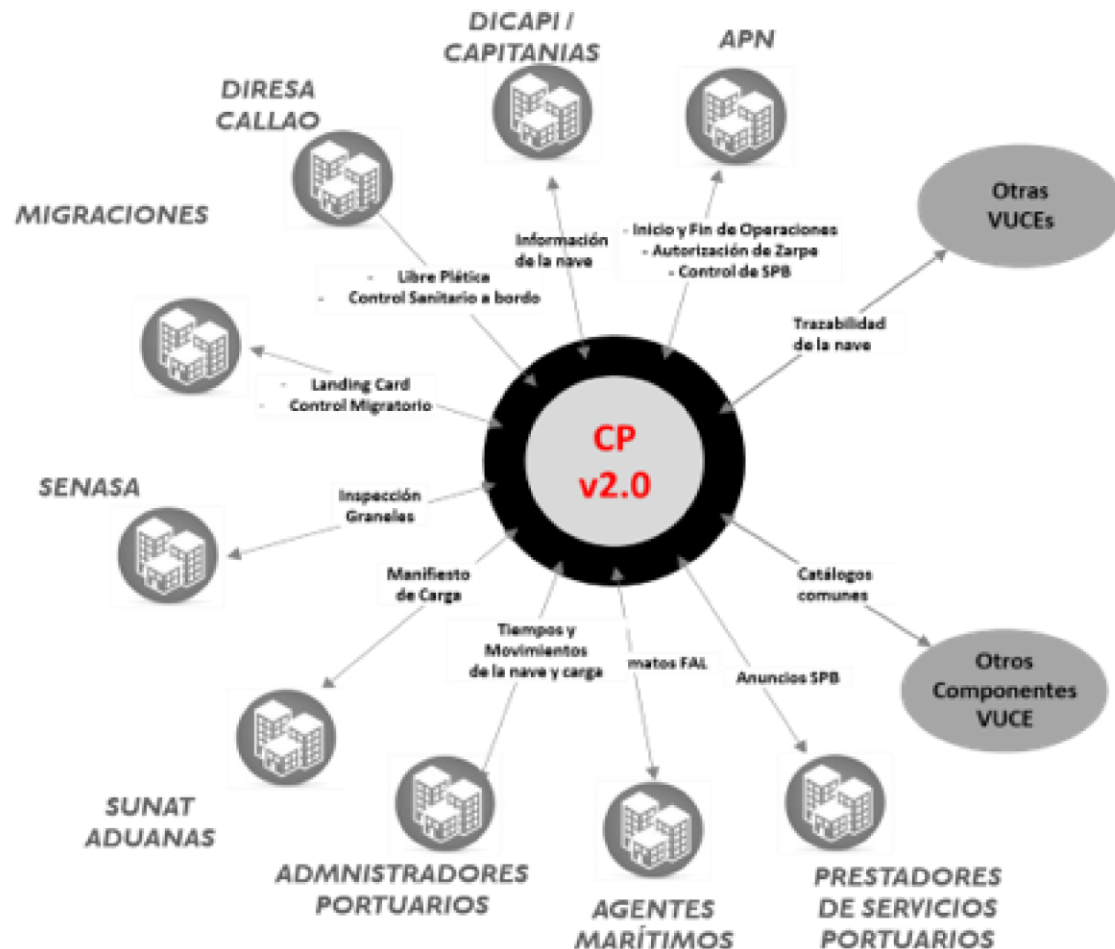 DICAPI /
CAPITANIAS
APN
DIRESA
CALLAO
MIGRACIONES
Otras
VUCEs
- Inicio y Fin de Operaciones
- Autorización de Zarpe
- Control de SPB
Información
de la nave
- Libre Plética
- Control Sanitario a bordo
Trazabilidad
de la nave
- Landing Card
- Control Migratorio
CP
v2.0
SENASA
Inspección
Graneles
Manifiesto
de Carga
Catálogos
comunes
Tiempos y
Movimientos
de la nave y carga
matos FAL
Anuncios SPB
Otros
Componentes
VUCE
SUNAT
ADUANAS
ADMNISTRADORES
PORTUARIOS
AGENTES
MARÍTIMOS
PRESTADORES
DE SERVICIOS
PORTUARIOS